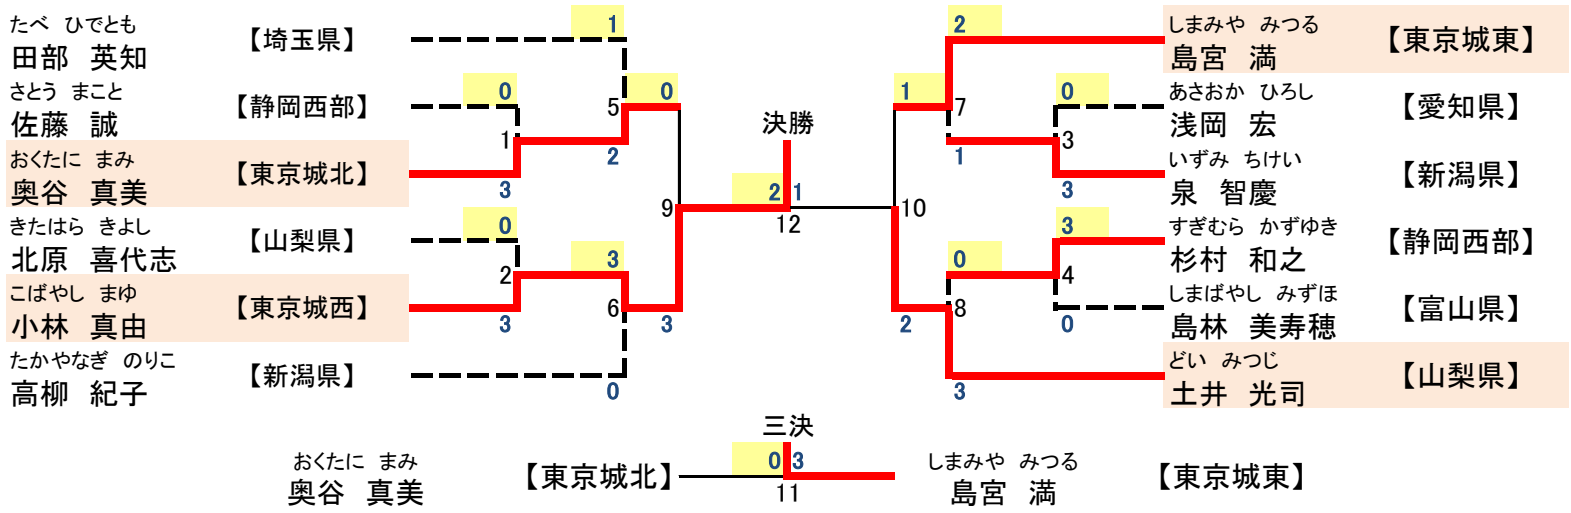 たべ ひでとも
田部 英知
【埼玉県】
1
さとう まこと
佐藤 誠
【静岡西部】
0
1
5
0
2
おくたに まみ
奥谷 真美
【東京城北】
3
きたはら きよし
北原 喜代志
【山梨県】
0
2
3
6
3
こばやし まゆ
小林 真由
【東京城西】
3
たかやなぎ のりこ
高柳 紀子
【新潟県】
0
9
決勝
2 1
12
10
2
しまみや みつる
島宮 満
【東京城東】
1
7
0
あさおか ひろし
浅岡 宏
【愛知県】
3
1
3
いずみ ちけい
泉 智慶
【新潟県】
3
すぎむら かずゆき
杉村 和之
【静岡西部】
0
4
8
2
0
しまばやし みずほ
島林 美寿穂
【富山県】
3
どい みつじ
土井 光司
【山梨県】
三決
おくたに まみ
奥谷 真美
【東京城北】
0 3
11
しまみや みつる
島宮 満
【東京城東】